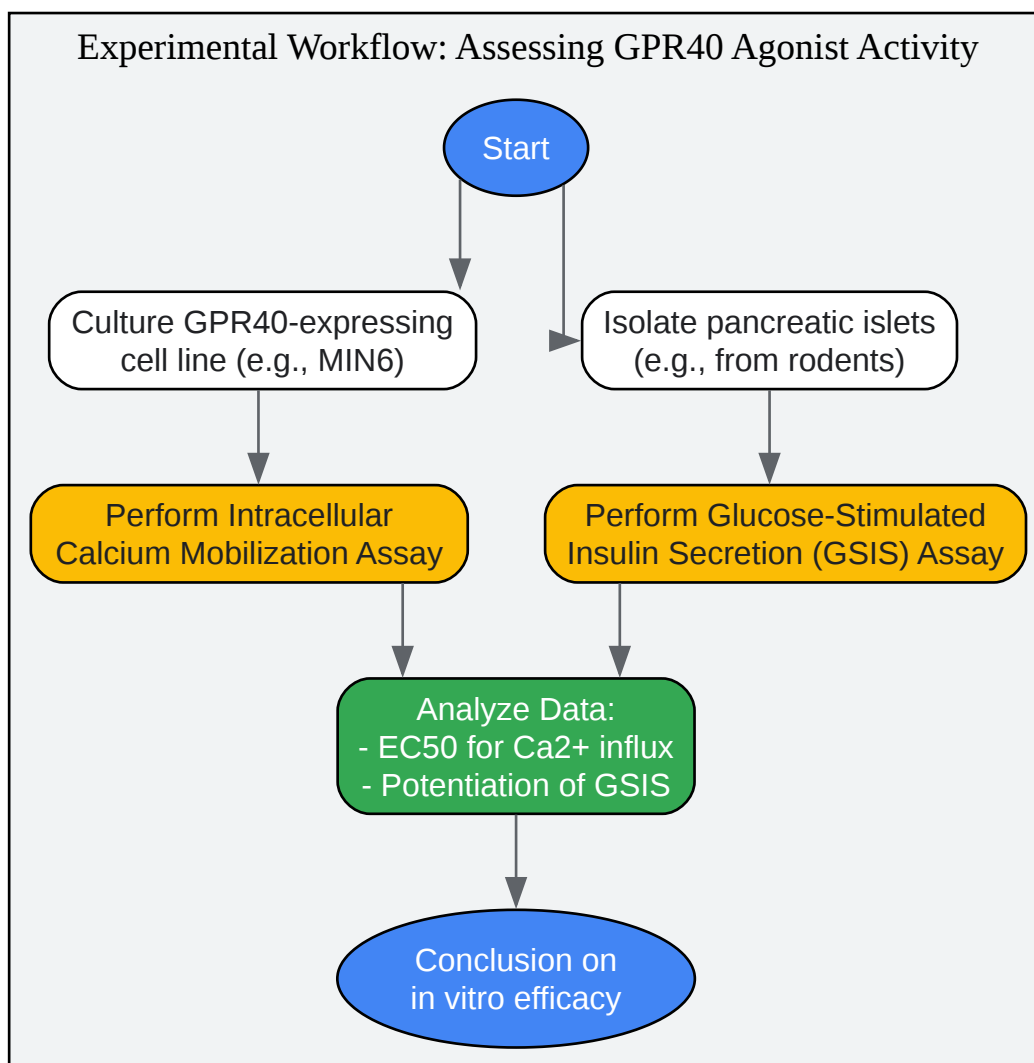 Experimental Workflow: Assessing GPR40 Agonist Activity
Start
Culture GPR40-expressing
cell line (e.g., MIN6)
Isolate pancreatic islets
(e.g., from rodents)
Perform Intracellular
Calcium Mobilization Assay
Perform Glucose-Stimulated
Insulin Secretion (GSIS) Assay
Analyze Data:
- EC50 for Ca2+ influx
- Potentiation of GSIS
Conclusion on
in vitro efficacy